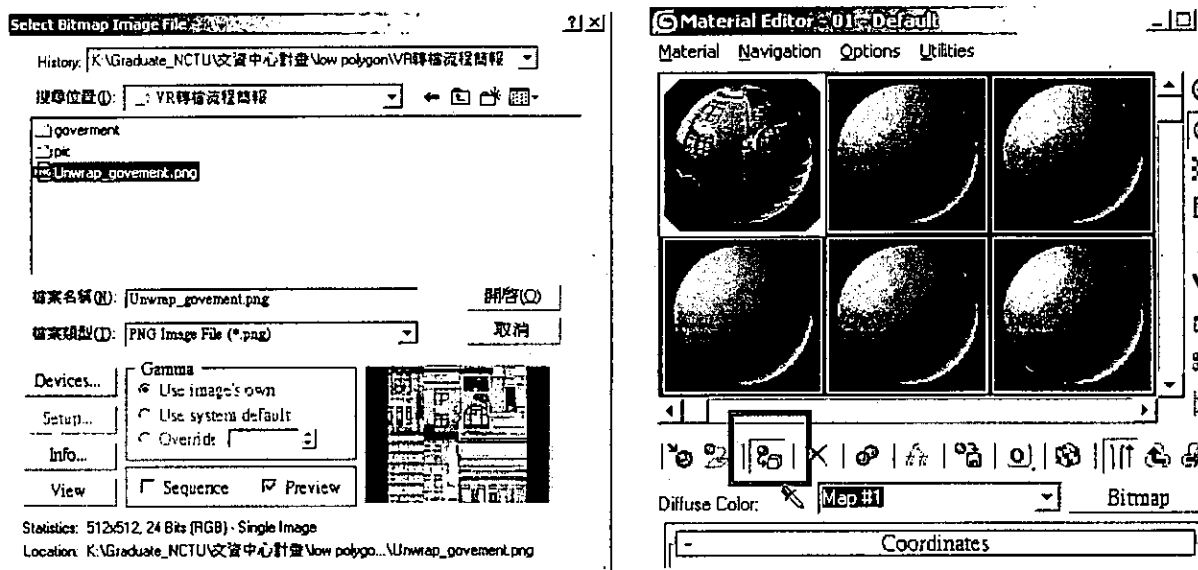 Select Bitmap Image File
History: K:\Graduate_NCTU\文資中心計畫\low polygon\VR轉檔流程簡報
搜尋位置(I): VR轉檔流程簡報
goverment
pic
Unwrap_govement.png
檔案名稱(N): Unwrap_govement.png
開啓(O)
檔案類型(T): PNG Image File (*.png)
取消
Devices...
Setup...
Info...
View
Gamma
Use image's own
Use system default
Override
Sequence
Preview
Statistics: 512x512, 24 Bits (RGB) - Single Image
Location: K:\Graduate_NCTU\文資中心計畫\low polygo...\Unwrap_govement.png
Material Editor - 01 - Default
Material Navigation Options Utilities
Diffuse Color: Map #1 Bitmap
- Coordinates